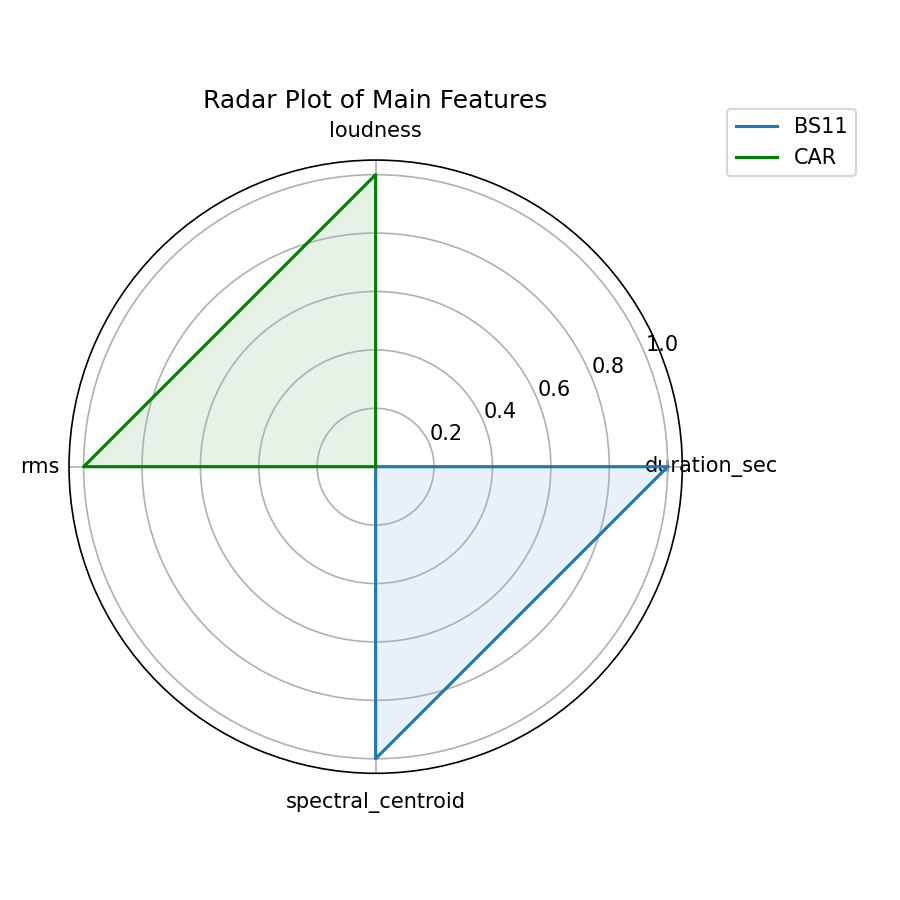 Radar Plot of Main Features
loudness
BS11
CAR
1.0
0.8
0.6
0.4
0.2
rms
duration_sec
spectral_centroid